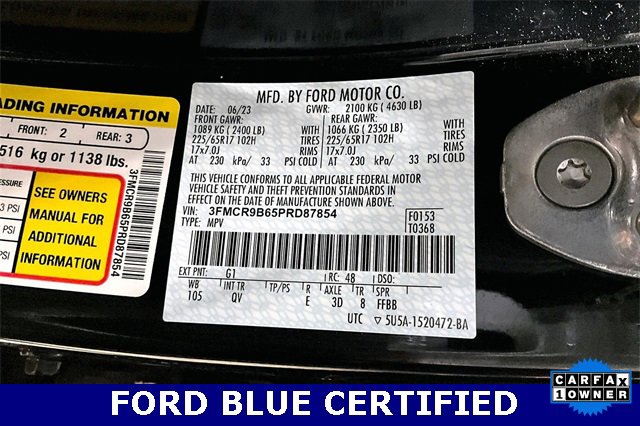 ADING INFORMATION
FRONT: 2 REAR: 3
516 kg or 1138 lbs.
ESSURE
3 PSI
PSI
SEE OWNERS
MANUAL FOR
ADDITIONAL
INFORMATION
3FMCR9B65PRD87854
MFD. BY FORD MOTOR CO.
DATE: 06/23 GVWR: 2100 KG ( 4630 LB)
FRONT GAWR: REAR GAWR:
1089 KG ( 2400 LB) WITH 1066 KG ( 2350 LB) WITH
225/65R17 102H TIRES 225/65R17 102H TIRES
17x7.0J RIMS 17x7.0J RIMS
AT 230 kPa/ 33 PSI COLD AT 230 kPa/ 33 PSI COLD
THIS VEHICLE CONFORMS TO ALL APPLICABLE FEDERAL MOTOR
VEHICLE SAFETY AND THEFT PREVENTION STANDARDS IN
EFFECT ON THE DATE OF MANUFACTURE SHOWN ABOVE.
VIN: 3FMCR9B65PRD87854 F0153
TYPE: MPV T0368
EXT PNT: G1 RC: 48 DSO:
WB INT TR TP/PS R AXLE TR SPR
105 QV E 3D 8 FFBB
UTC 5U5A-1520472-BA
FORD BLUE CERTIFIED
CARFAX
1 OWNER